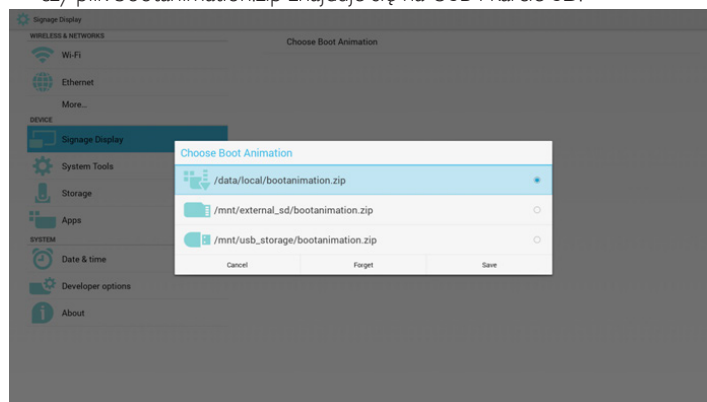 Signage Display
WIRELESS & NETWORKS
Choose Boot Animation
Wi-Fi
Ethernet
More...
DEVICE
Signage Display
System Tools
Storage
Apps
SYSTEM
Date & time
Developer options
About
Choose Boot Animation
/data/local/bootanimation.zip
/mnt/external_sd/bootanimation.zip
/mnt/usb_storage/bootanimation.zip
Cancel Forget Save